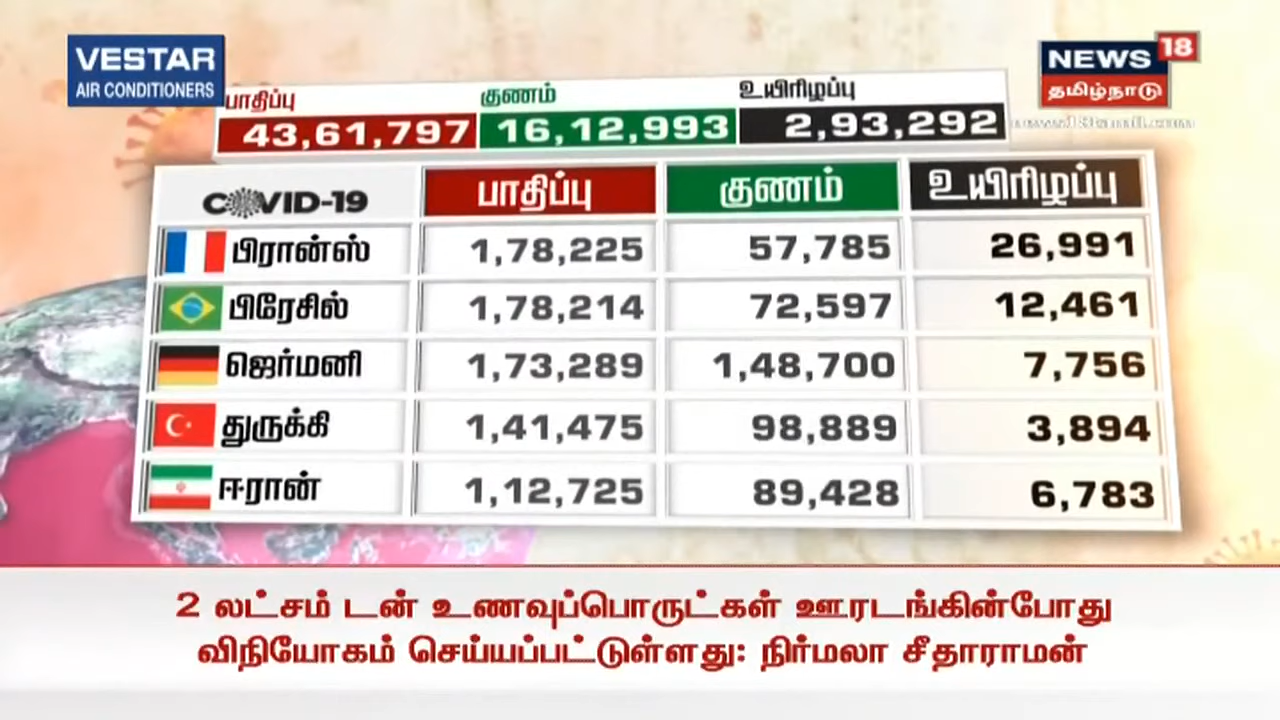 VESTAR
AIR CONDITIONERS
NEWS 18
தமிழ்நாடு
news18tamil.com
பாதிப்பு குணம் உயிரிழப்பு
43,61,797 16,12,993 2,93,292
COVID-19 பாதிப்பு குணம் உயிரிழப்பு
பிரான்ஸ் 1,78,225 57,785 26,991
பிரேசில் 1,78,214 72,597 12,461
ஜெர்மனி 1,73,289 1,48,700 7,756
துருக்கி 1,41,475 98,889 3,894
ஈரான் 1,12,725 89,428 6,783
2 லட்சம் டன் உணவுப்பொருட்கள் ஊரடங்கின்போது
விநியோகம் செய்யப்பட்டுள்ளது: நிர்மலா சீதாராமன்